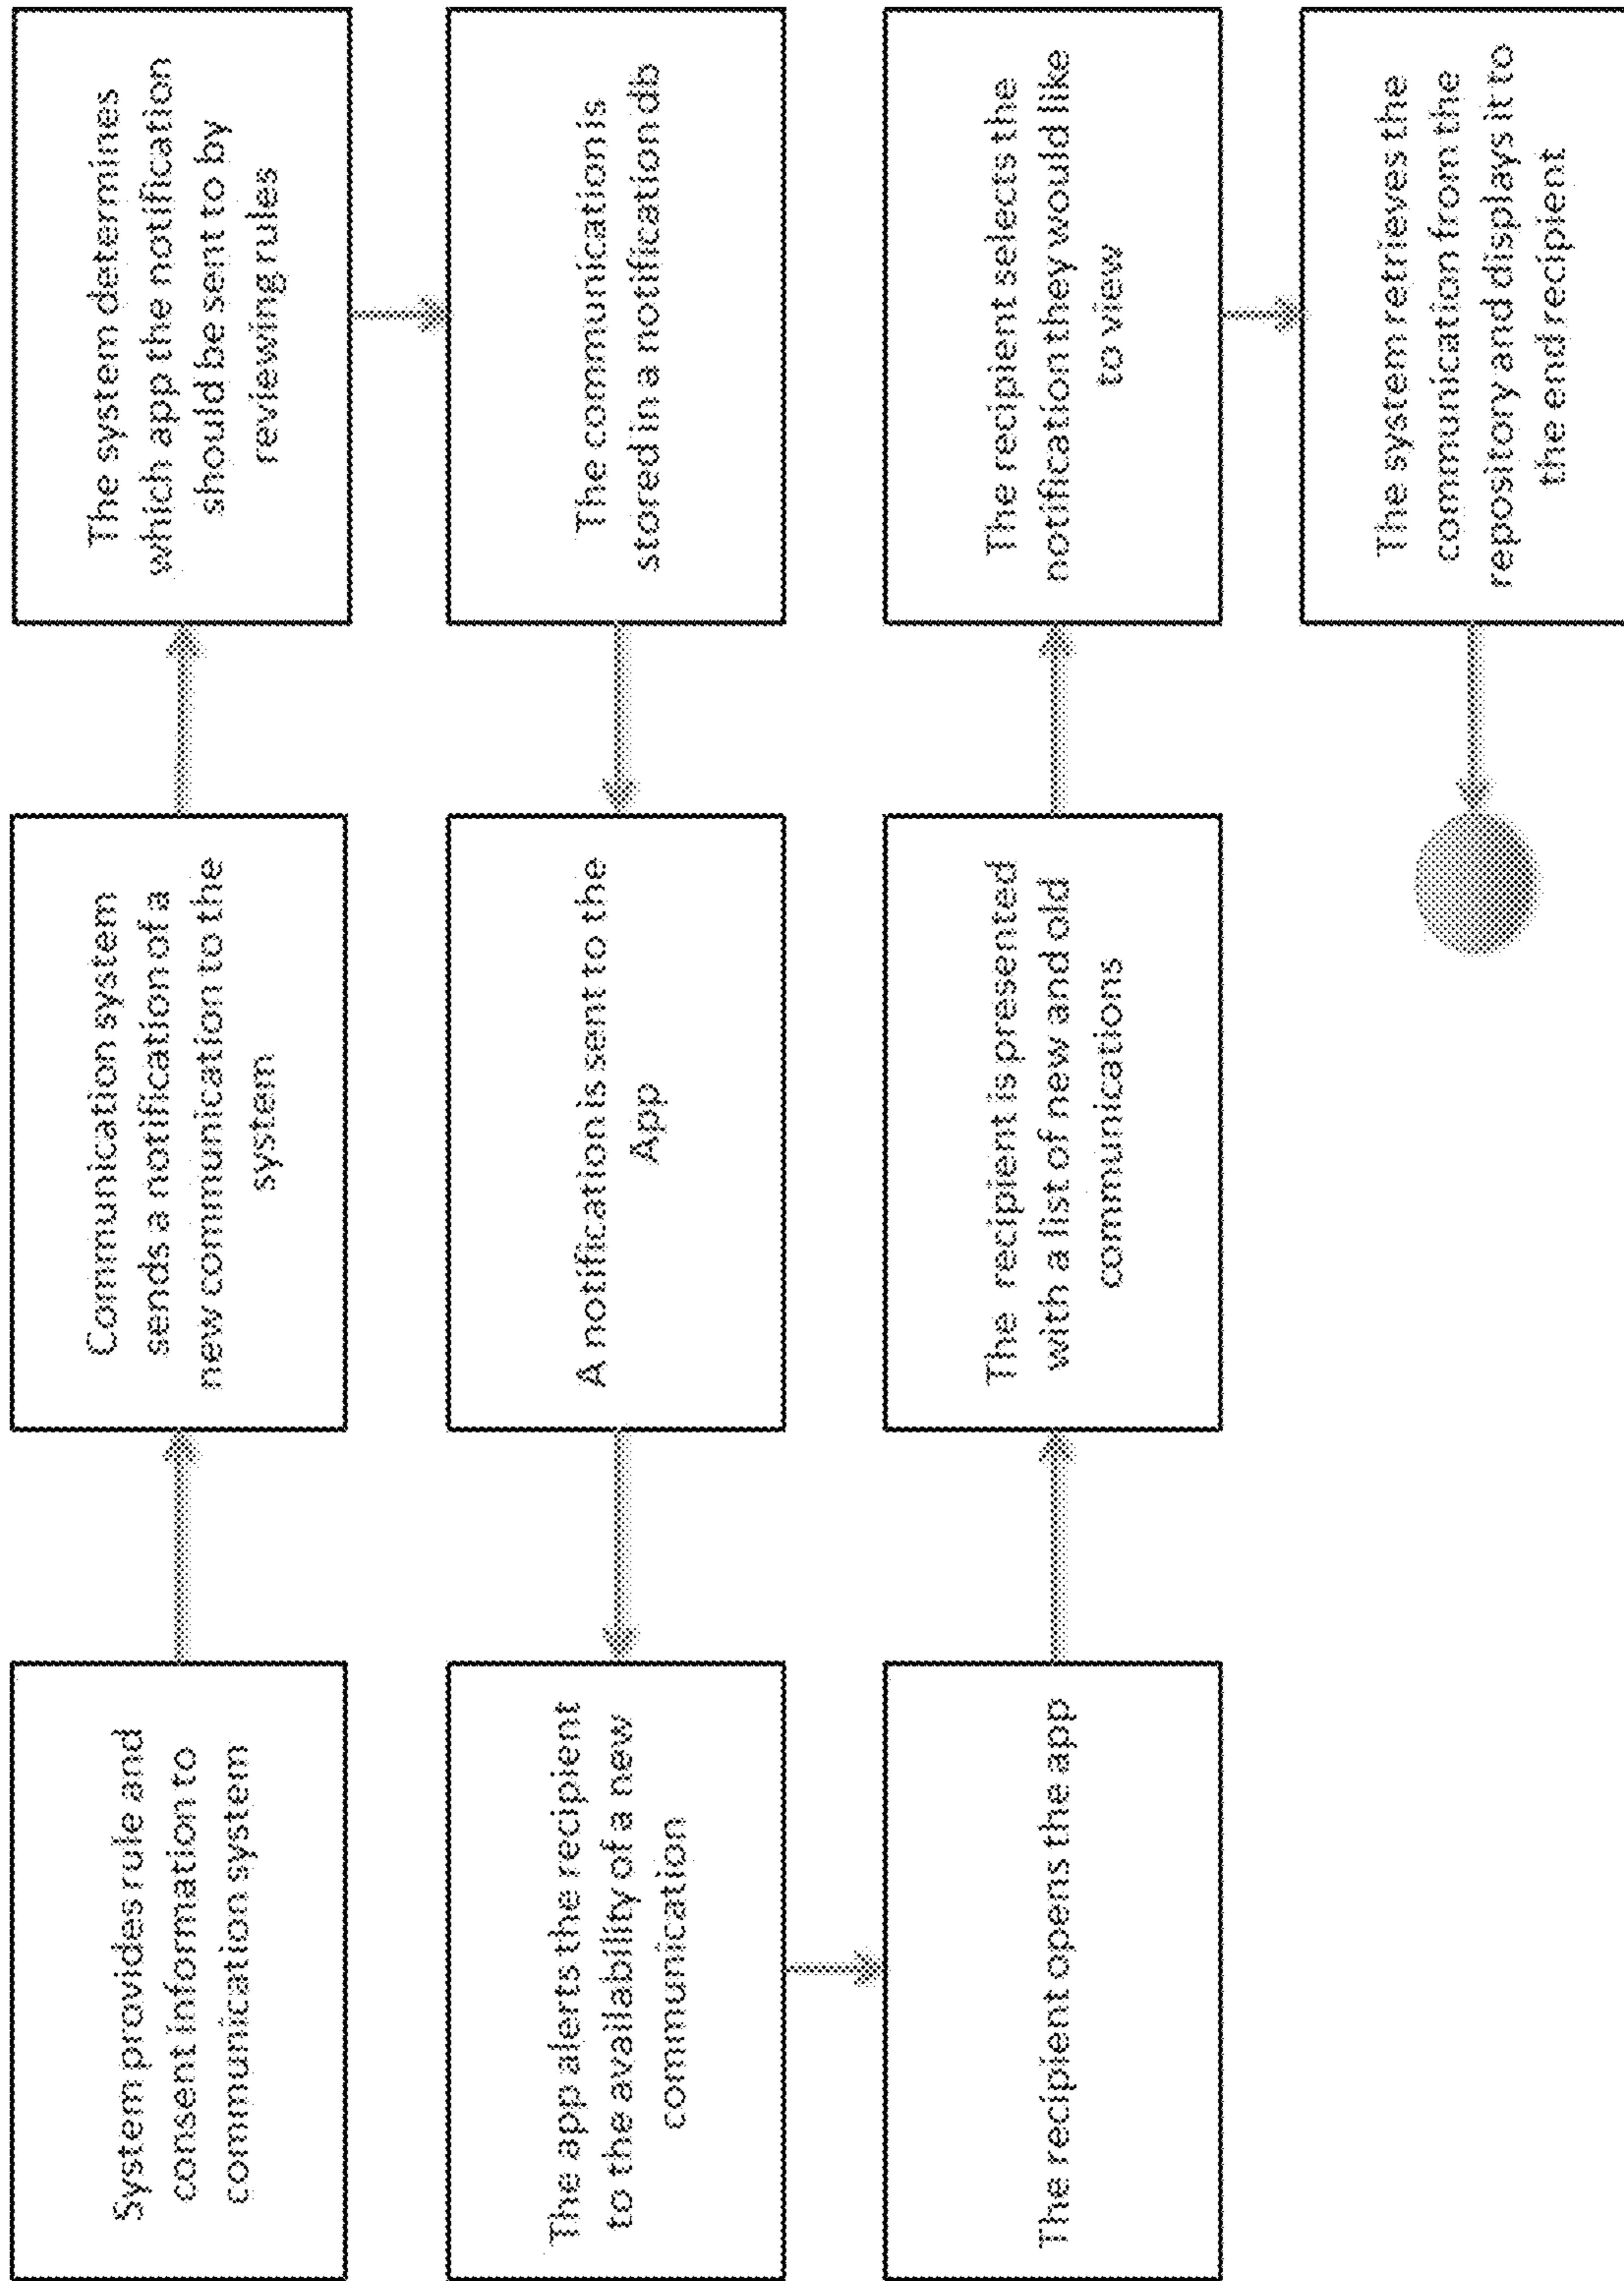 System provides rule and
consent information to
communication system
Communication system
sends a notification of a
new communication to the
system
The system determines
which app the notification
should be sent to by
reviewing rules
The communication is
stored in a notification db
A notification is sent to the
App
The app alerts the recipient
to the availability of a new
communication
The recipient opens the app
The recipient is presented
with a list of new and old
communications
The recipient selects the
notification they would like
to view
The system retrieves the
communication from the
repository and displays it to
the end recipient